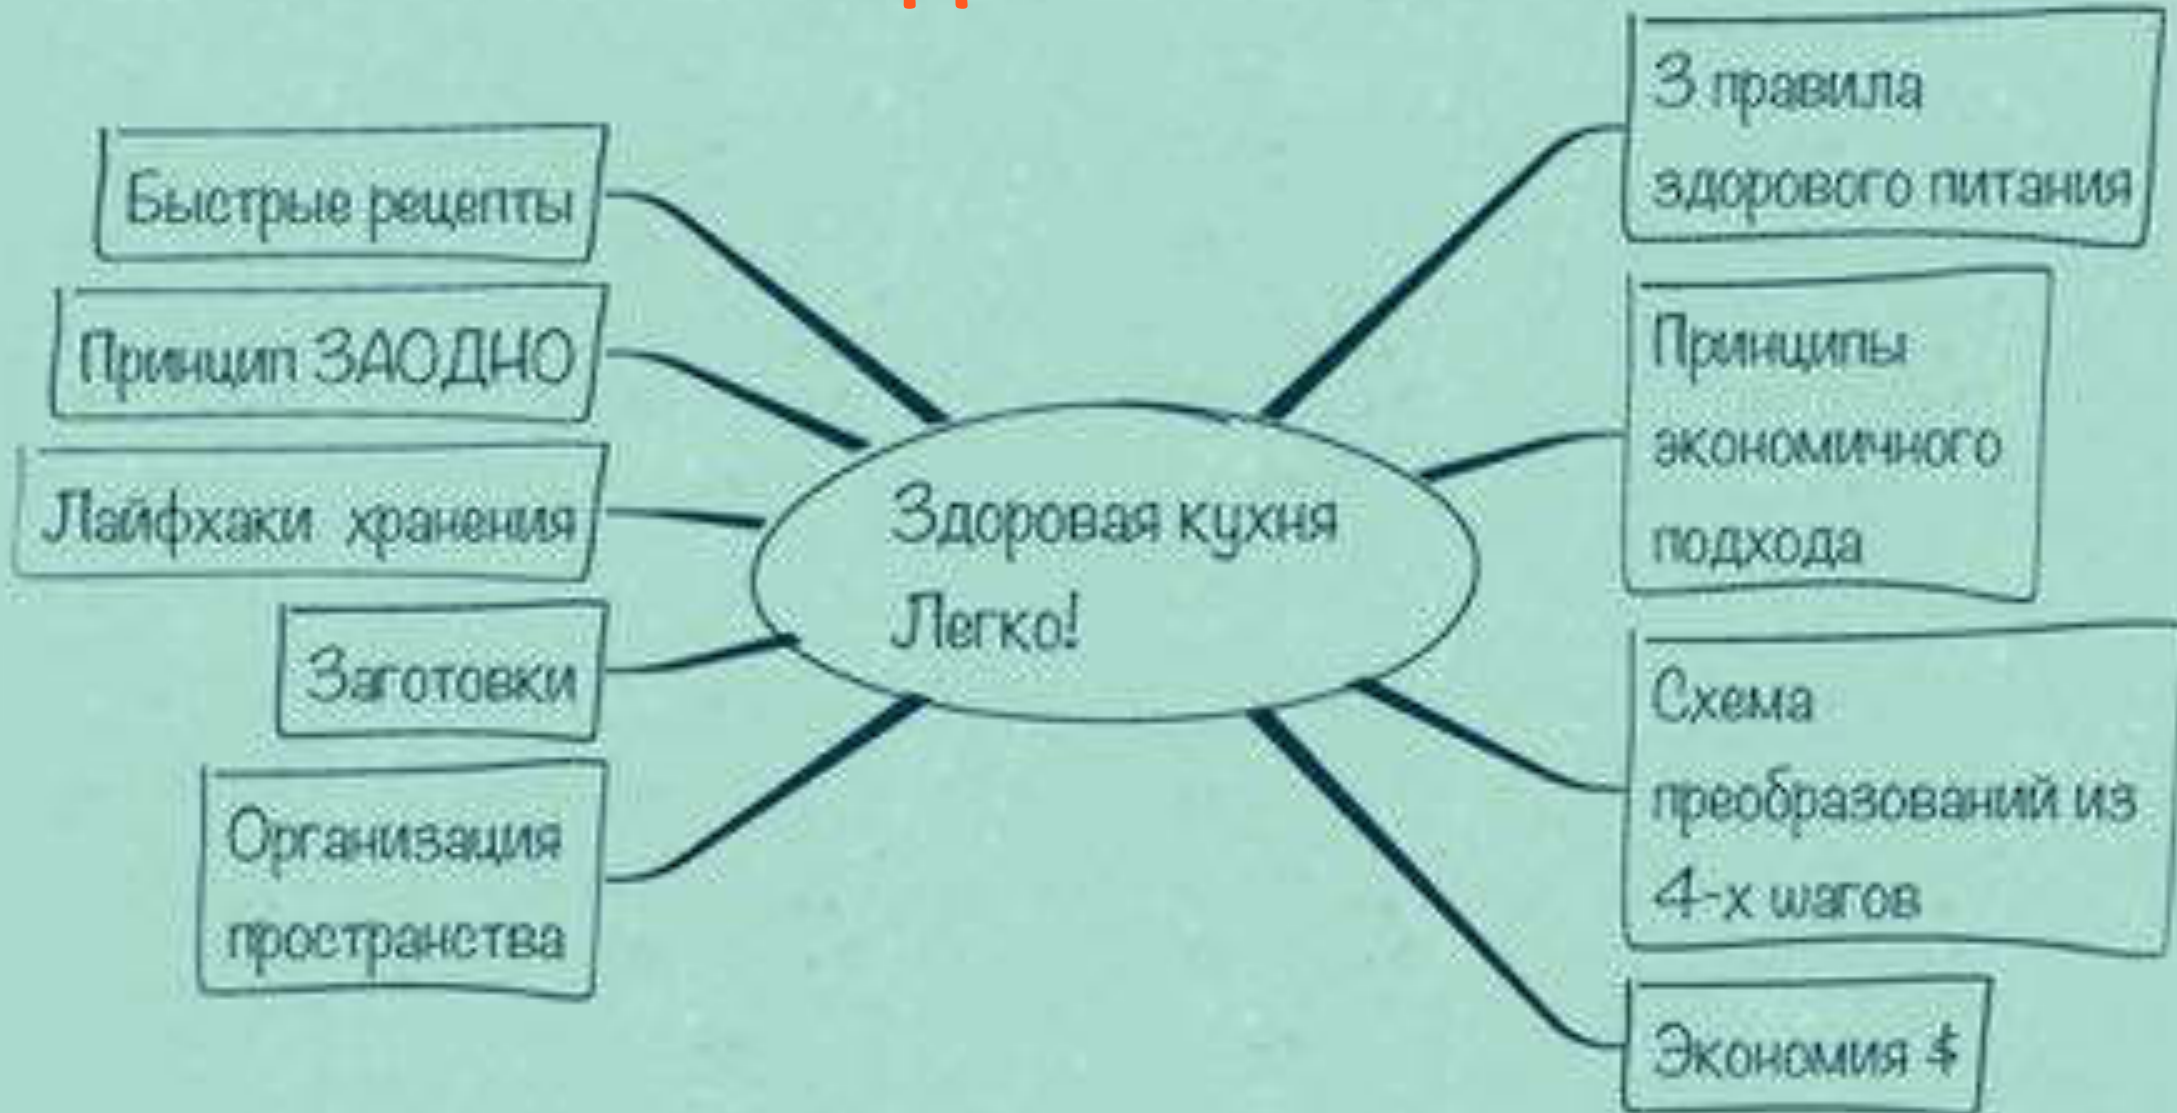 Быстрые рецепты
Принцип ЗАОДНО
Лайфхаки хранения
Заготовки
Организация
пространства
Здоровая кухня
Легко!
3 правила
здорового питания
Принципы
экономичного
подхода
Схема
преобразований из
4-х шагов
Экономия $